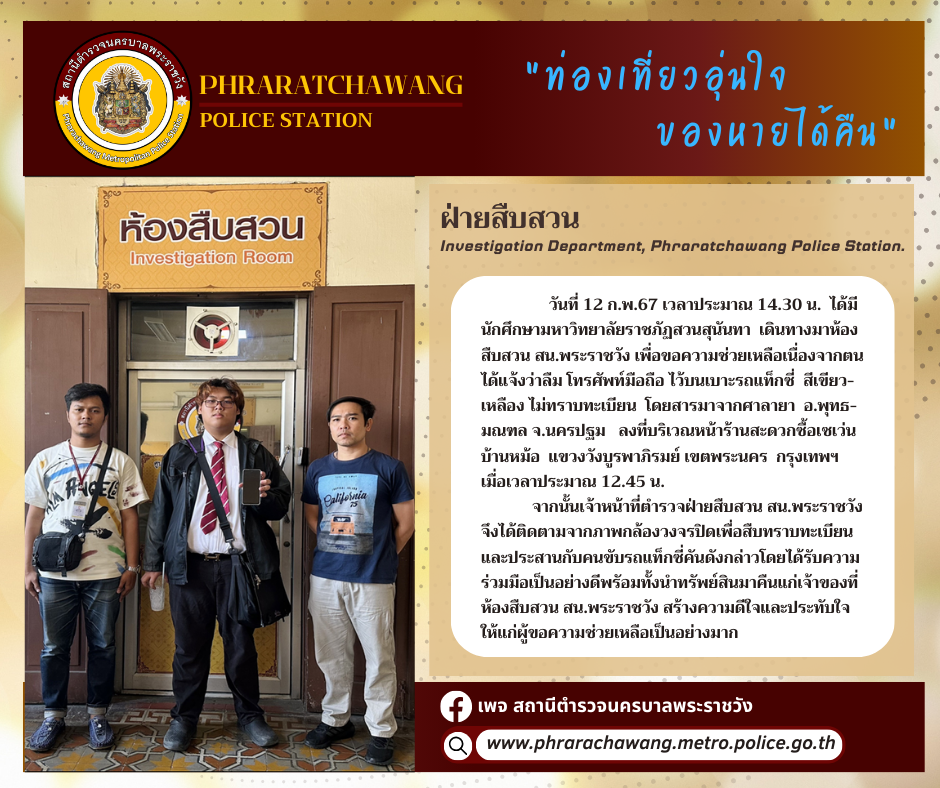 สถานีตำรวจนครบาลพระราชวัง
Phrarachawang Metropolitan Police Station
PHRARATCHAWANG
POLICE STATION
"ท่องเที่ยวอุ่นใจ
ของหายได้คืน"
ห้องสืบสวน
Investigation Room
California
75
ฝ่ายสืบสวน
Investigation Department, Phraratchawang Police Station.
วันที่ 12 ก.พ.67 เวลาประมาณ 14.30 น. ได้มี
นักศึกษามหาวิทยาลัยราชภัฏสวนสุนันทา เดินทางมาห้อง
สืบสวน สน.พระราชวัง เพื่อขอความช่วยเหลือเนื่องจากตน
ได้แจ้งว่าลืม โทรศัพท์มือถือ ไว้บนเบาะรถแท็กซี่ สีเขียว-
เหลือง ไม่ทราบทะเบียน โดยสารมาจากศาลายา อ.พุทธ-
มณฑล จ.นครปฐม ลงที่บริเวณหน้าร้านสะดวกซื้อเซเว่น
บ้านหม้อ แขวงวังบูรพาภิรมย์ เขตพระนคร กรุงเทพฯ
เมื่อเวลาประมาณ 12.45 น.
จากนั้นเจ้าหน้าที่ตำรวจฝ่ายสืบสวน สน.พระราชวัง
จึงได้ติดตามจากภาพกล้องวงจรปิดเพื่อสืบทราบทะเบียน
และประสานกับคนขับรถแท็กซี่คันดังกล่าวโดยได้รับความ
ร่วมมือเป็นอย่างดีพร้อมทั้งนำทรัพย์สินมาคืนแก่เจ้าของที่
ห้องสืบสวน สน.พระราชวัง สร้างความดีใจและประทับใจ
ให้แก่ผู้ขอความช่วยเหลือเป็นอย่างมาก
เพจ สถานีตำรวจนครบาลพระราชวัง
www.phrarachawang.metro.police.go.th